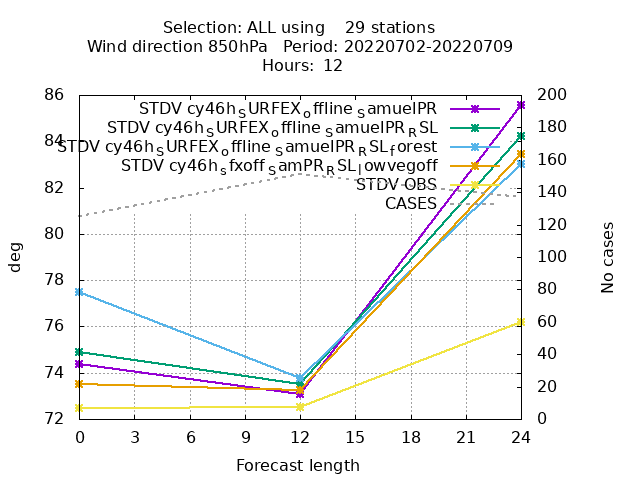 Selection: ALL using    29 stations
Wind direction 850hPa   Period: 20220702-20220709
Hours:  12
86
84
82
80
78
76
74
72
200
180
160
140
120
100
80
60
40
20
0
STDV cy46h_SURFEX_offline_SamuelPR
STDV cy46h_SURFEX_offline_SamuelPR_RSL
STDV cy46h_SURFEX_offline_SamuelPR_RSL_forest
STDV cy46h_sfxoff_SamPR_RSL_lowvegoff
STDV OBS
CASES
deg
No cases
0 3 6 9 12 15 18 21 24
Forecast length